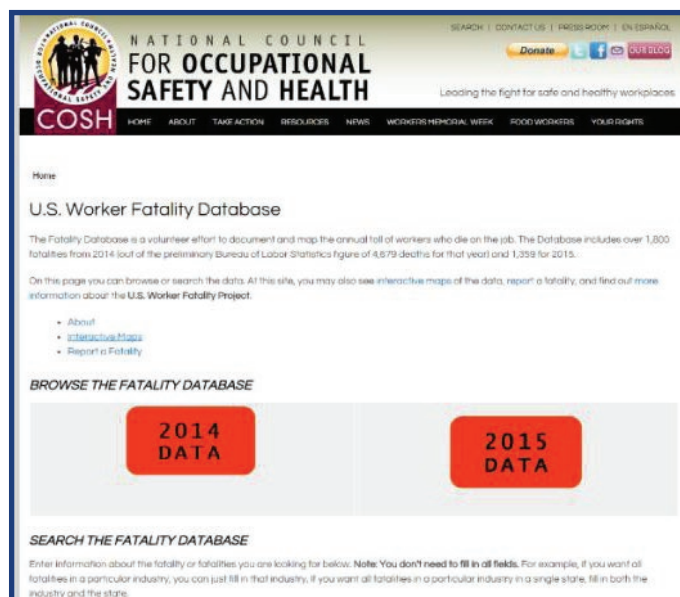 SEARCH | CONTACT US | PRESS ROOM | EN ESPAÑOL
NATIONAL COUNCIL
FOR OCCUPATIONAL
SAFETY AND HEALTH
Donate
OUR BLOG
Leading the fight for safe and healthy workplaces
COSH
HOME ABOUT TAKE ACTION RESOURCES NEWS WORKERS MEMORIAL WEEK FOOD WORKERS YOUR RIGHTS
Home
U.S. Worker Fatality Database
The Fatality Database is a volunteer effort to document and map the annual toll of workers who die on the job. The Database includes over 1,800
fatalities from 2014 (out of the preliminary Bureau of Labor Statistics figure of 4,679 deaths for that year) and 1,359 for 2015.
On this page you can browse or search the data. At this site, you may also see interactive maps of the data, report a fatality, and find out more
information about the U.S. Worker Fatality Project.
• About
• Interactive Maps
• Report a Fatality
BROWSE THE FATALITY DATABASE
2014
DATA
2015
DATA
SEARCH THE FATALITY DATABASE
Enter information about the fatality or fatalities you are looking for below. Note: You don't need to fill in all fields. For example, if you want all
fatalities in a particular industry, you can just fill in that industry. If you want all fatalities in a particular industry in a single state, fill in both the
industry and the state.